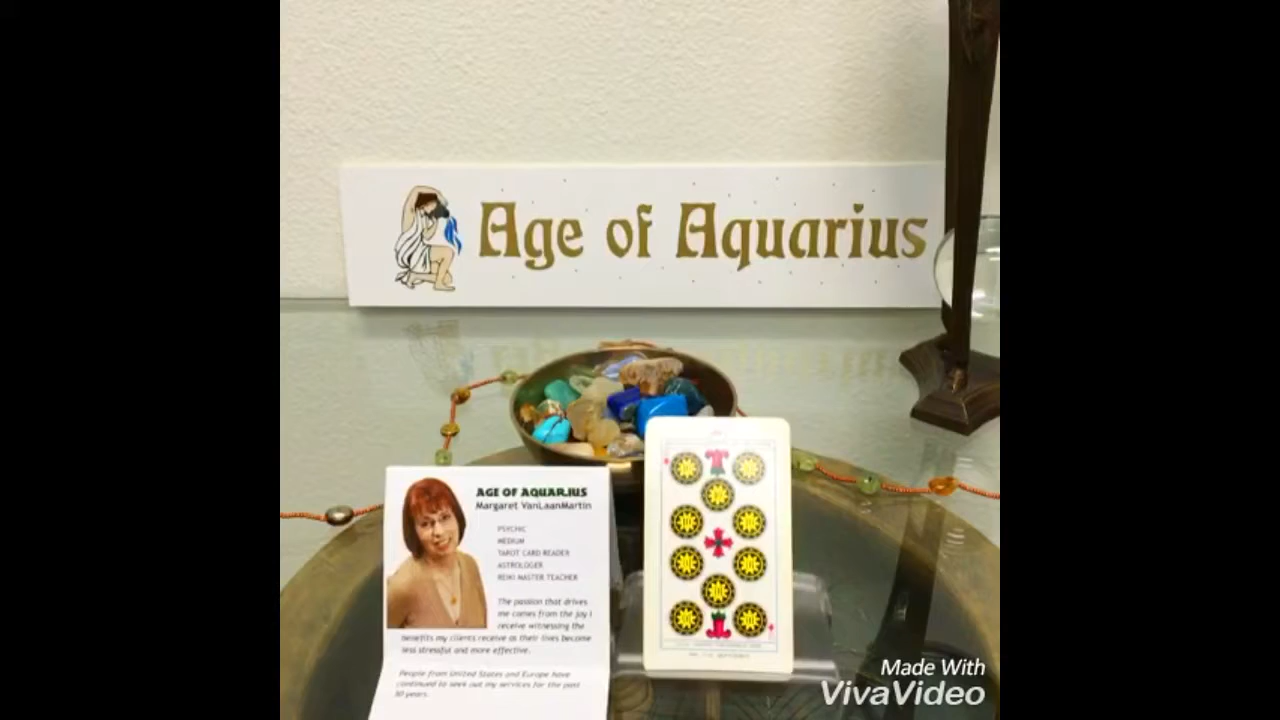 Age of Aquarius
AGE OF AQUARIUS
Margaret VanLaanMartin
PSYCHIC
MEDIUM
TAROT CARD READER
ASTROLOGER
REIKI MASTER TEACHER
The passion that drives
me comes from the joy I
receive witnessing the
benefits my clients receive as their lives become
less stressful and more effective.
People from United States and Europe have
continued to seek out my services for the past
30 years.
Made With
VivaVideo